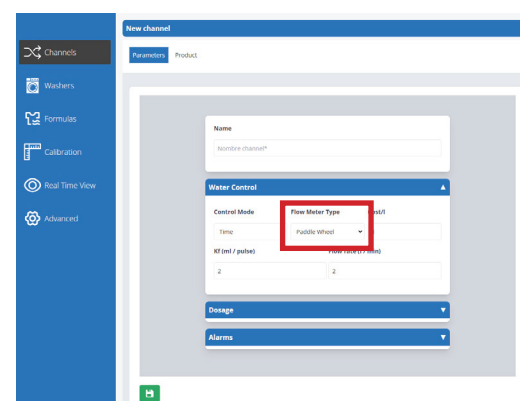 New channel
Channels
Parameters Product
Washers
Formulas
Name
Nombre channel*
Calibration
Real Time View
Water Control
Control Mode Flow Meter Type
Advanced
Time Paddle Wheel
Kf (ml / pulse)
2 2
Dosage
Alarms